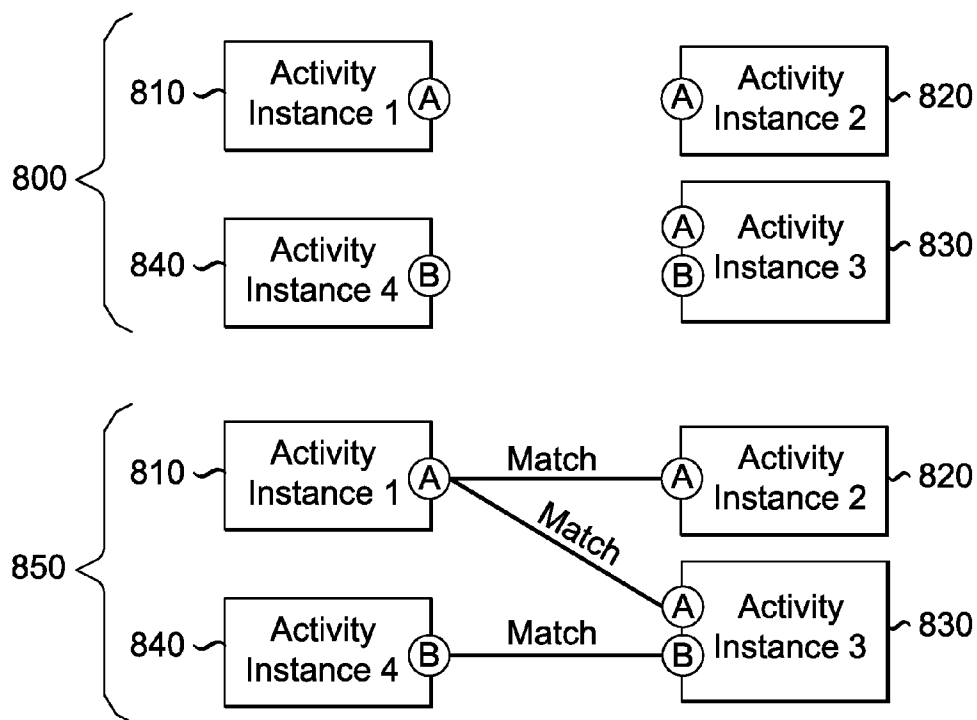 800
810
Activity
Instance 1
A
A
Activity
Instance 2
820
840
Activity
Instance 4
B
A
B
Activity
Instance 3
830
850
810
Activity
Instance 1
A
Match
Match
A
Activity
Instance 2
820
840
Activity
Instance 4
B
Match
A
B
Activity
Instance 3
830